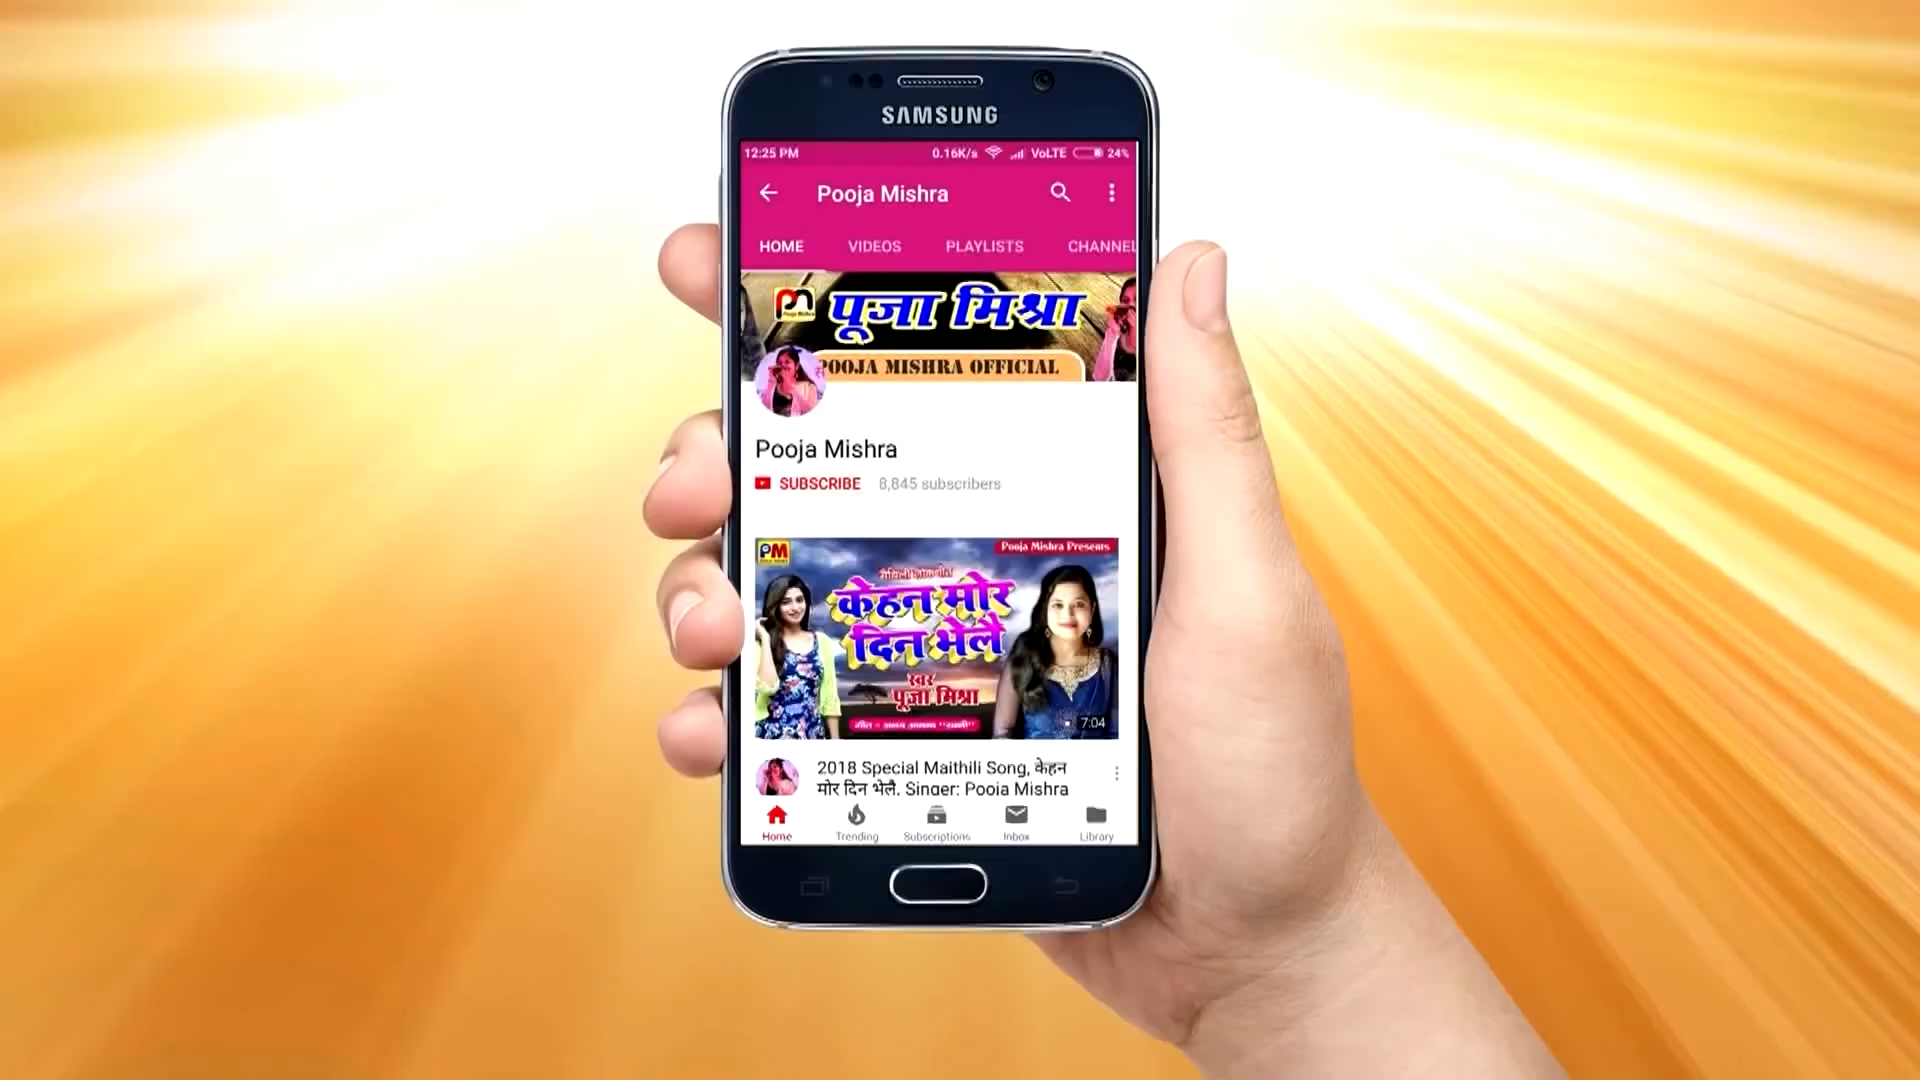 SAMSUNG
12:25 PM 0.16K/s VoLTE 24%
Pooja Mishra
HOME VIDEOS PLAYLISTS CHANNEL
पूजा मिश्रा
POOJA MISHRA OFFICIAL
Pooja Mishra
SUBSCRIBE 8,845 subscribers
PM
Pooja Mishra Presents
मैथिली लोकगीत
केहन मोर
दिन भेलै
स्वर
पूजा मिश्रा
गीत -
7:04
2018 Special Maithili Song, केहन
मोर दिन भेलै, Singer: Pooja Mishra
Home Trending Subscriptions Inbox Library